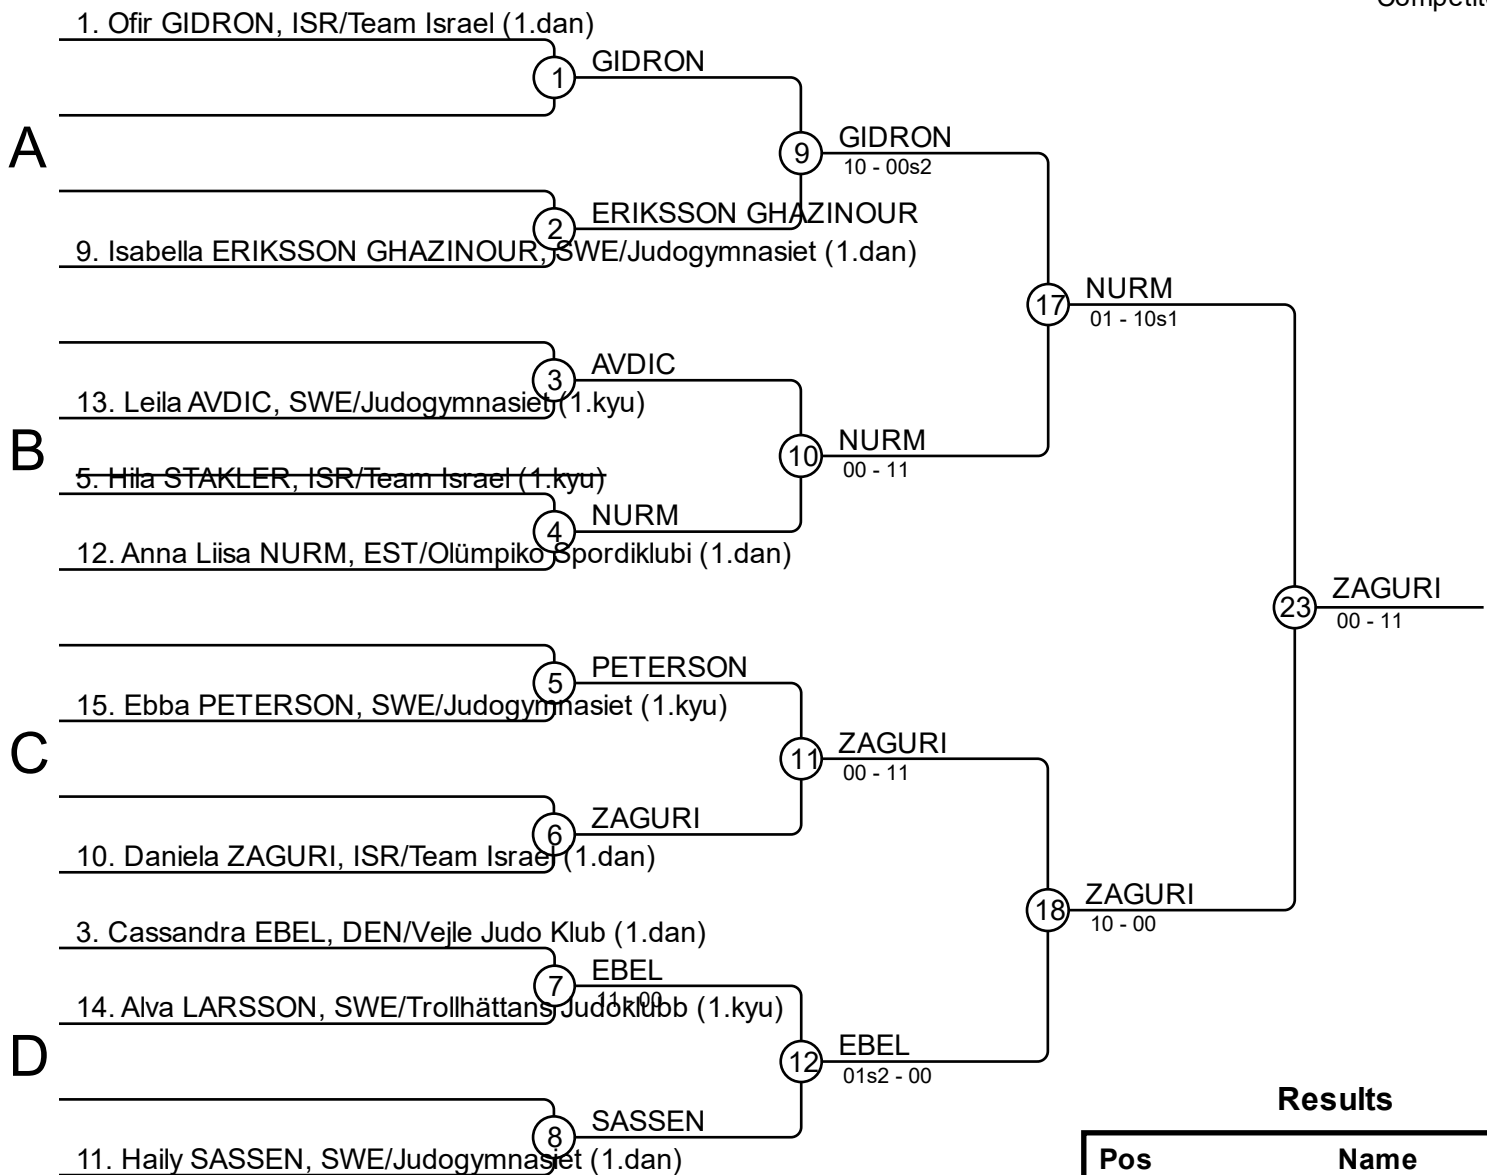 1. Ofir GIDRON, ISR/Team Israel (1.dan)
1
GIDRON
A
9
GIDRON
10 - 00s2
2
ERIKSSON GHAZINOUR
9. Isabella ERIKSSON GHAZINOUR, SWE/Judogymnasiet (1.dan)
17
NURM
01 - 10s1
3
AVDIC
13. Leila AVDIC, SWE/Judogymnasiet (1.kyu)
B
10
NURM
00 - 11
5. Hila STAKLER, ISR/Team Israel (1.kyu)
4
NURM
12. Anna Liisa NURM, EST/Olümpiko Spordiklubi (1.dan)
23
ZAGURI
00 - 11
5
PETERSON
15. Ebba PETERSON, SWE/Judogymnasiet (1.kyu)
C
11
ZAGURI
00 - 11
6
ZAGURI
10. Daniela ZAGURI, ISR/Team Israel (1.dan)
18
ZAGURI
10 - 00
3. Cassandra EBEL, DEN/Vejle Judo Klub (1.dan)
7
EBEL
11 - 00
14. Alva LARSSON, SWE/Trollhättans Judoklubb (1.kyu)
D
12
EBEL
01s2 - 00
8
SASSEN
11. Haily SASSEN, SWE/Judogymnasiet (1.dan)
Results
Pos Name